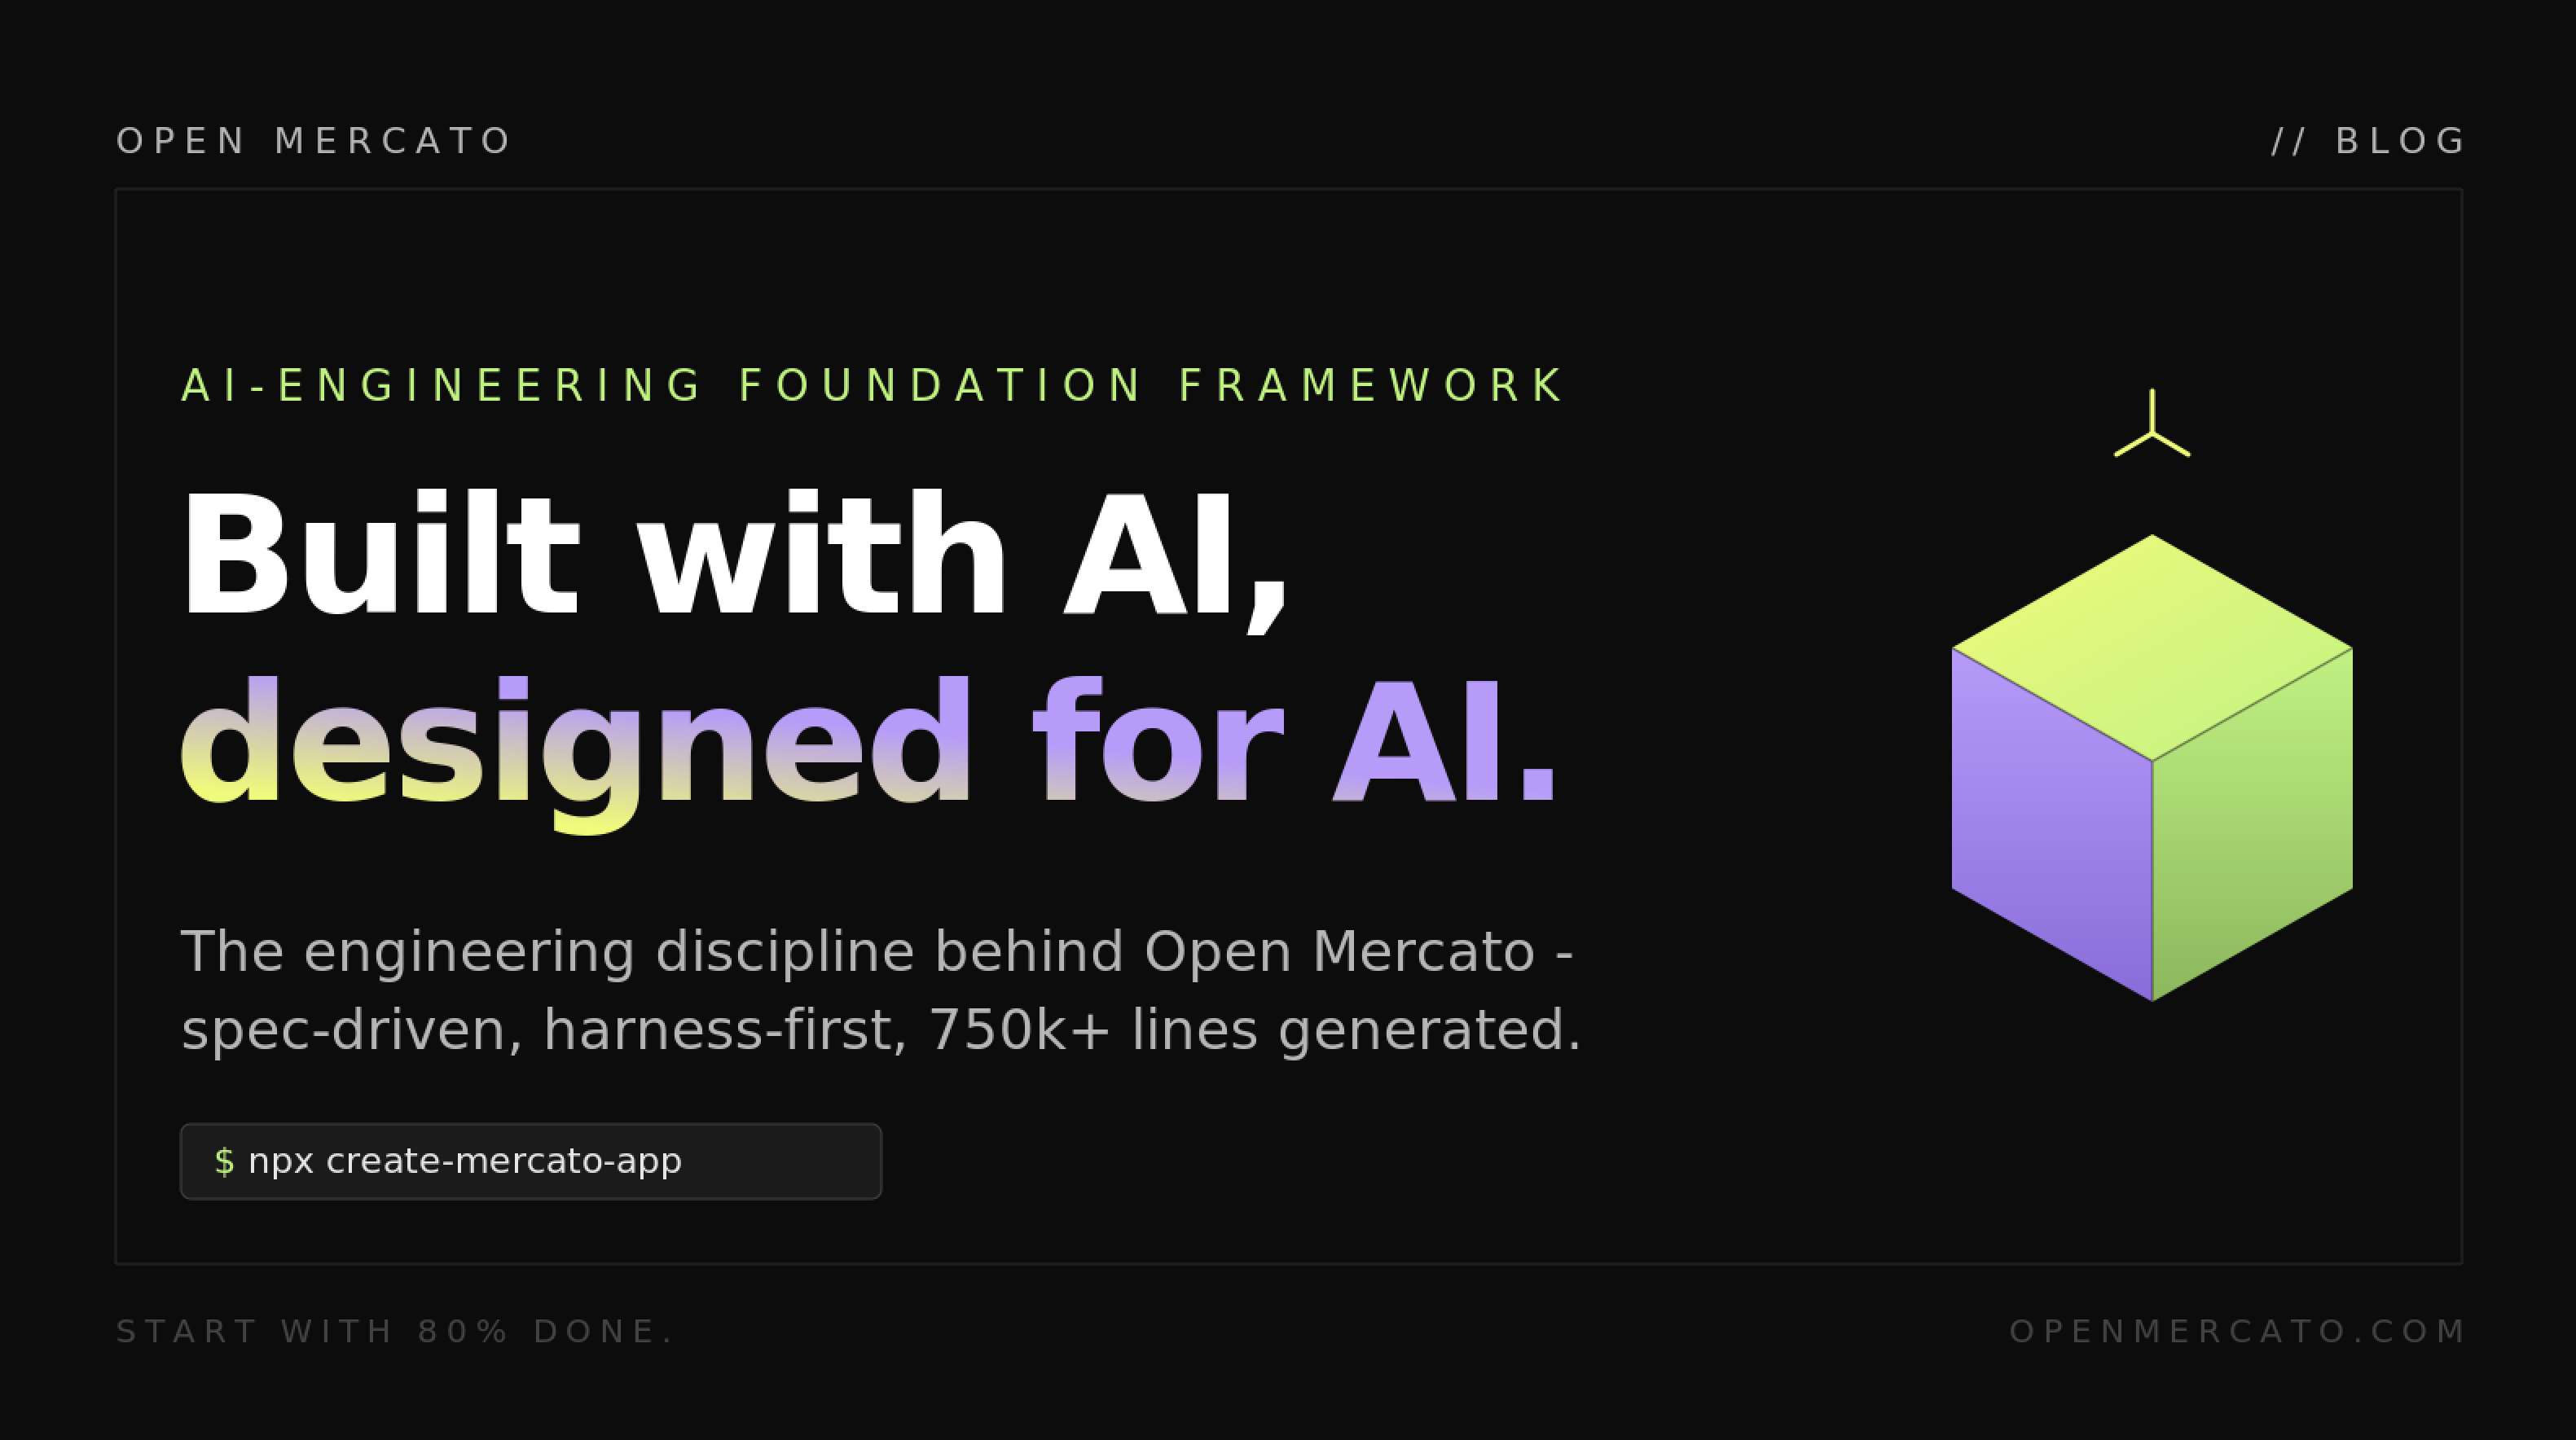 OPEN MERCATO
// BLOG
AI-ENGINEERING FOUNDATION FRAMEWORK
Built with AI,
designed for AI.
The engineering discipline behind Open Mercato -
spec-driven, harness-first, 750k+ lines generated.
$ npx create-mercato-app
START WITH 80% DONE.
OPENMERCATO.COM